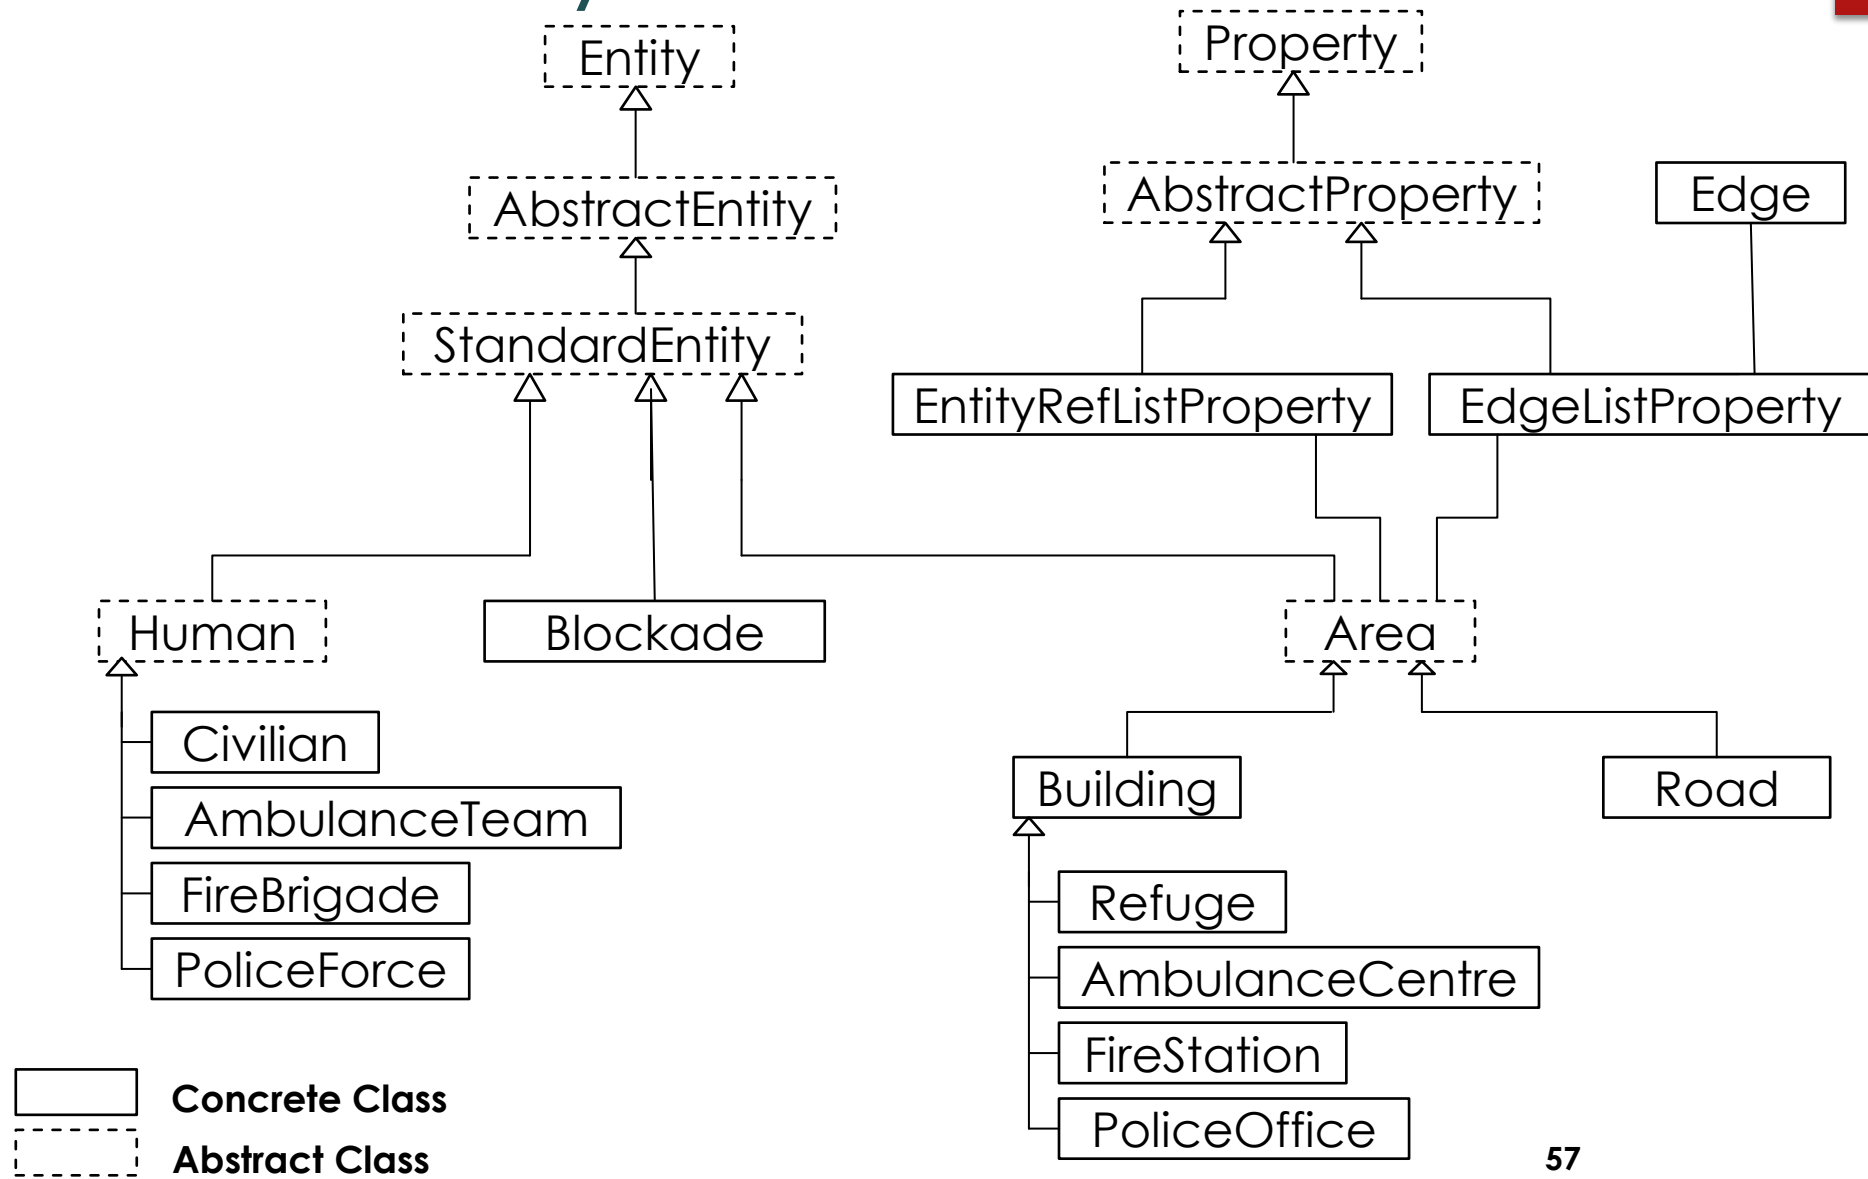 Entity
Property
AbstractEntity
AbstractProperty
Edge
StandardEntity
EntityRefListProperty
EdgeListProperty
Human
Blockade
Area
Civilian
AmbulanceTeam
FireBrigade
PoliceForce
Building
Road
Refuge
AmbulanceCentre
FireStation
PoliceOffice
Concrete Class
Abstract Class
57